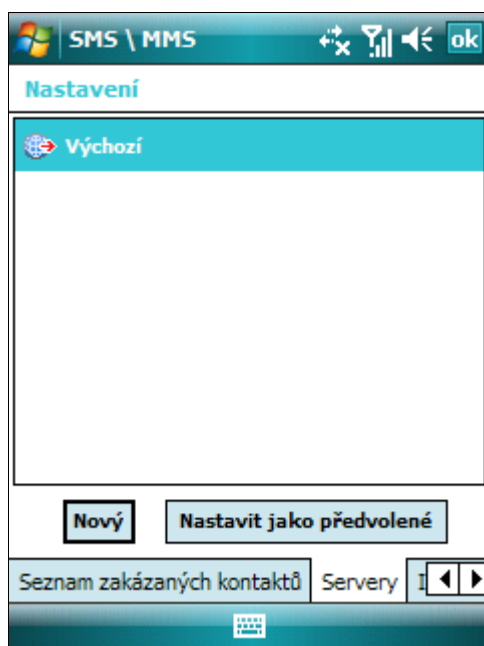 SMS \ MMS
ok
Nastavení
Výchozí
Nový
Nastavit jako předvolené
Seznam zakázaných kontaktů
Servery